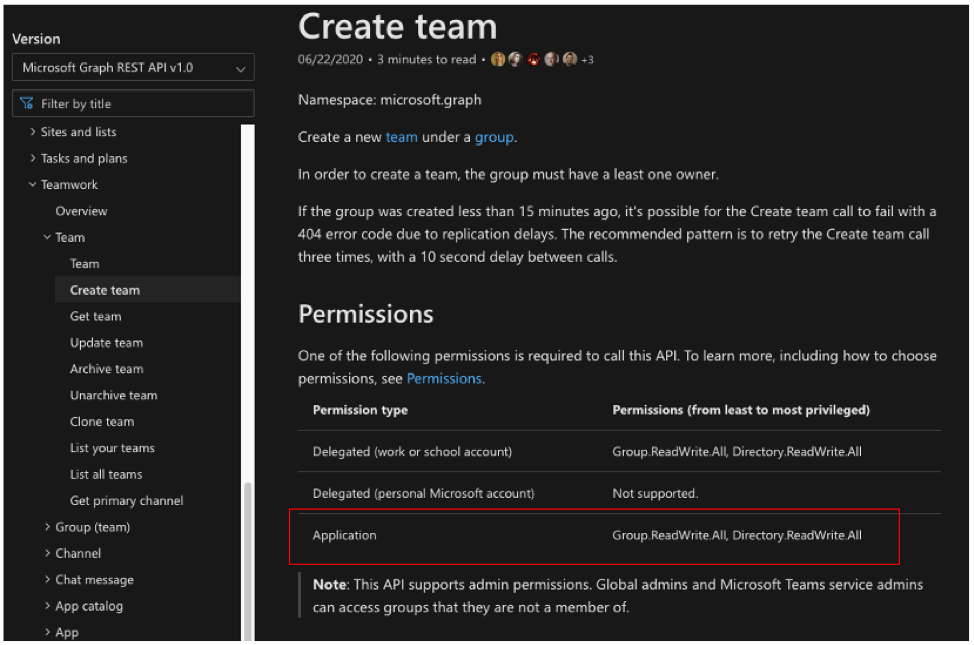 Version
Microsoft Graph REST API v1.0
Filter by title
Sites and lists
Tasks and plans
Teamwork
Overview
Team
Team
Create team
Get team
Update team
Archive team
Unarchive team
Clone team
List your teams
List all teams
Get primary channel
Group (team)
Channel
Chat message
App catalog
App
Create team
06/22/2020 • 3 minutes to read • +3
Namespace: microsoft.graph
Create a new team under a group.
In order to create a team, the group must have a least one owner.
If the group was created less than 15 minutes ago, it's possible for the Create team call to fail with a
404 error code due to replication delays. The recommended pattern is to retry the Create team call
three times, with a 10 second delay between calls.
Permissions
One of the following permissions is required to call this API. To learn more, including how to choose
permissions, see Permissions.
Permission type Permissions (from least to most privileged)
Delegated (work or school account) Group.ReadWrite.All, Directory.ReadWrite.All
Delegated (personal Microsoft account) Not supported.
Application Group.ReadWrite.All, Directory.ReadWrite.All
Note: This API supports admin permissions. Global admins and Microsoft Teams service admins
can access groups that they are not a member of.